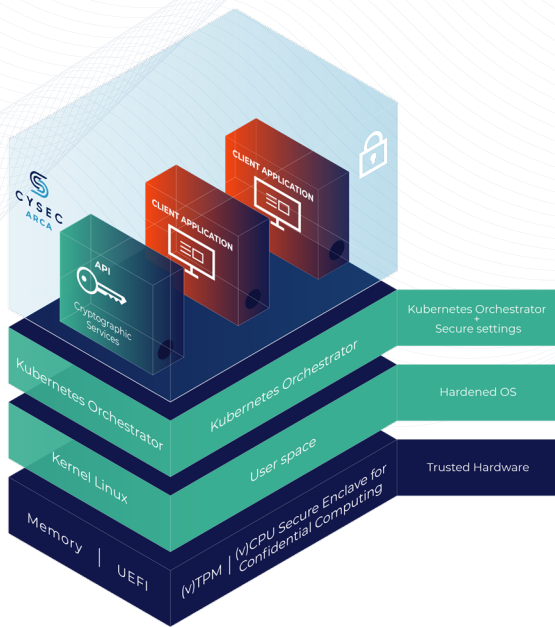 CYSEC
ARCA
API
Cryptographic
Services
CLIENT APPLICATION
CLIENT APPLICATION
Kubernetes Orchestrator
Kubernetes Orchestrator
Kubernetes Orchestrator
+
Secure settings
Kernel Linux
User space
Hardened OS
Memory | UEFI
(v)TPM | (v)CPU Secure Enclave for
Confidential Computing
Trusted Hardware